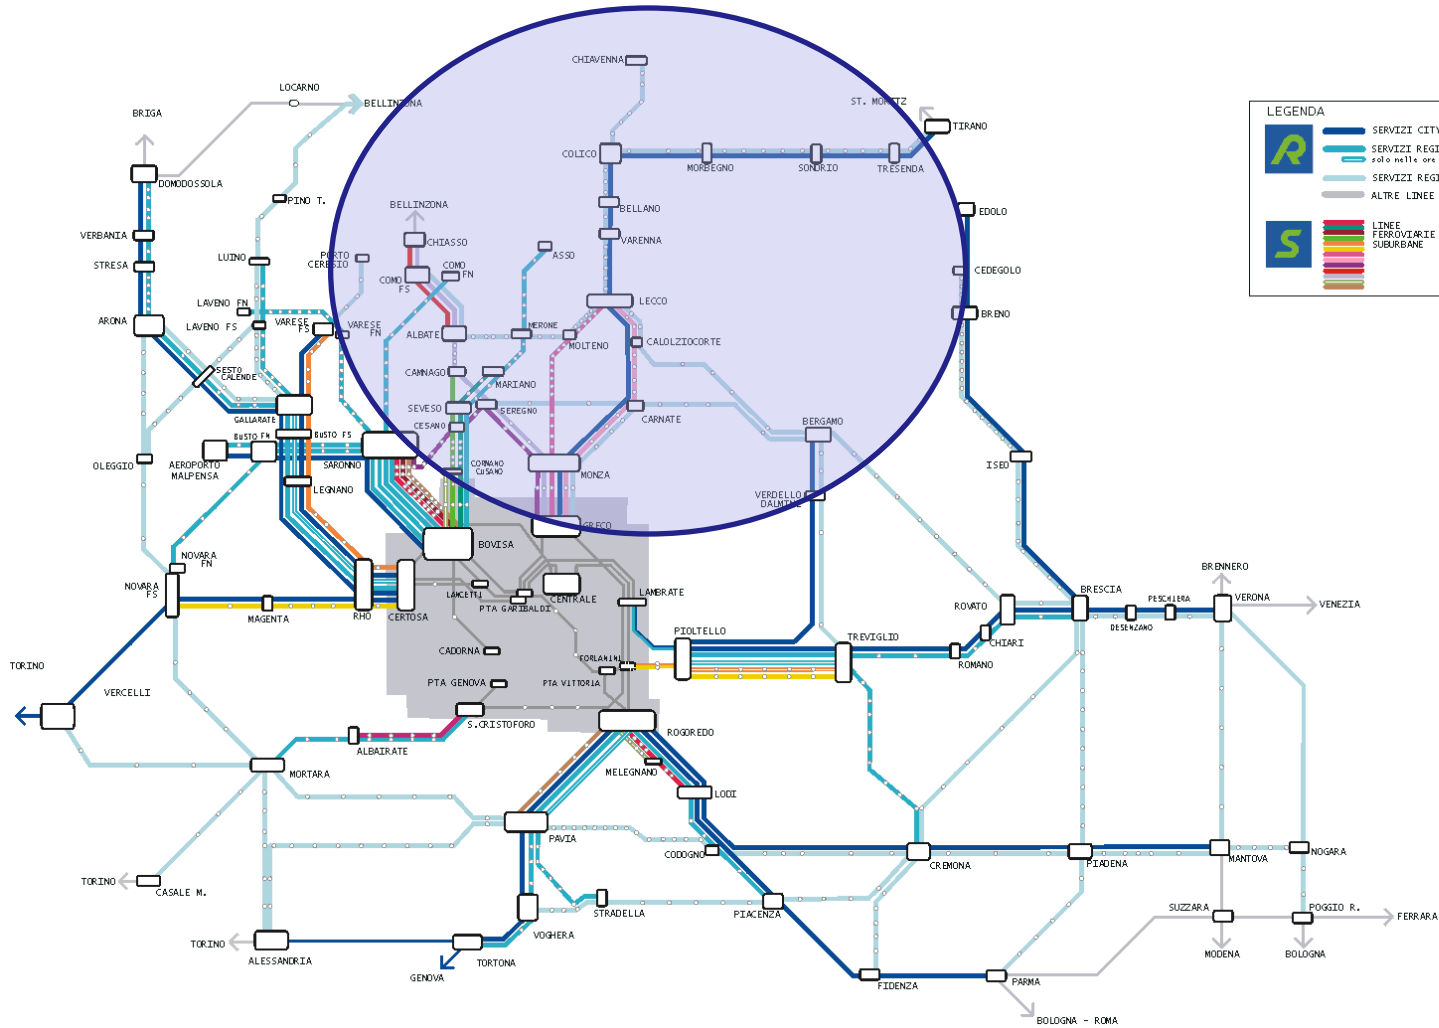 CHIAVENNA
LOCARNO
BELLINZONA
BRIGA
ST. MORITZ
TIRANO
LEGENDA
R
SERVIZI CITY
SERVIZI REGI
solo nelle ore
SERVIZI REGI
ALTRE LINEE
S
LINEE
FERROVIARIE
SUBURBANE
COLICO
MORBEGNO
SONDRIO
TRESENDA
DOMODOSSOLA
PINO T.
BELLINZONA
BELLANO
EDOLO
VERBANIA
STRESA
LUINO
PORTO
CERESIO
CHIASSO
COMO
FS
COMO
FN
ASSO
VARENNA
CEDEGOLO
LAVENO FN
LAVENO FS
VARESE
FS
VARESE
FN
ARONA
ALBATE
MERONE
MOLTENO
LECCO
CALOLZIOCORTE
BRENO
SESTO
CALENDE
CAMNAGO
MARIANO
GALLARATE
SEVESO
SEREGNO
CARNATE
BERGAMO
CESANO
BUSTO FN
BUSTO FS
SARONNO
AEROPORTO
MALPENSA
OLEGGIO
LEGNANO
CORMANO
CUSANO
MONZA
ISEO
VERDELLO
DALMINE
GRECO
BOVISA
NOVARA
FN
NOVARA
FS
MAGENTA
RHO
CERTOSA
LANCETTI
PTA GARIBALDI
CENTRALE
LAMBRATE
BRENNERO
ROVATO
BRESCIA
PESCHIERA
DESENZANO
VERONA
VENEZIA
PIOLTELLO
TREVIGLIO
CHIARI
ROMANO
CADORNA
FORLANINI
PTA VITTORIA
PTA GENOVA
S.CRISTOFORO
TORINO
VERCELLI
ALBAIRATE
ROGOREDO
MELEGNANO
MORTARA
LODI
PAVIA
CODOGNO
CREMONA
PIADENA
MANTOVA
NOGARA
TORINO
CASALE M.
STRADELLA
PIACENZA
SUZZARA
POGGIO R.
FERRARA
VOGHERA
TORINO
ALESSANDRIA
TORTONA
GENOVA
FIDENZA
PARMA
MODENA
BOLOGNA
BOLOGNA - ROMA